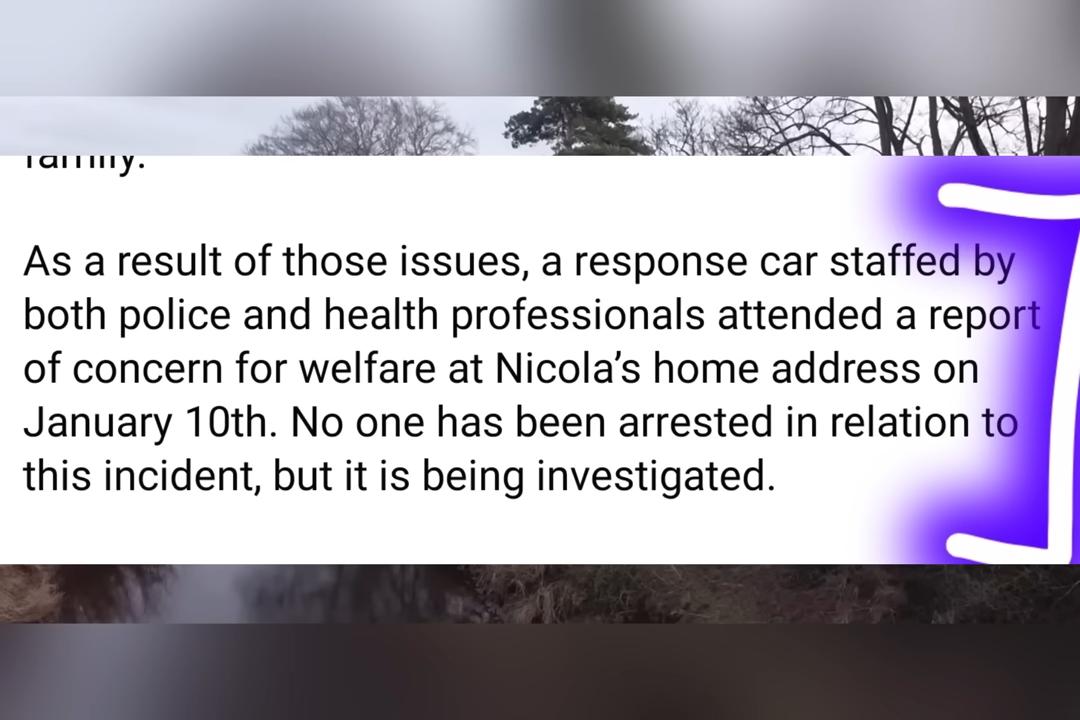 family.
As a result of those issues, a response car staffed by
both police and health professionals attended a report
of concern for welfare at Nicola’s home address on
January 10th. No one has been arrested in relation to
this incident, but it is being investigated.